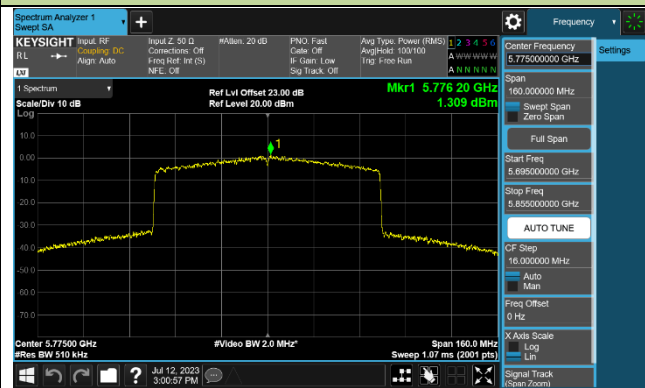 Spectrum Analyzer 1
Swept SA
+
Frequency
KEYSIGHT
RL
LXI
Input: RF
Coupling: DC
Align: Auto
Input Z: 50 Ω
Corrections: Off
Freq Ref: Int (S)
NFE: Off
#Atten: 20 dB
PNO: Fast
Gate: Off
IF Gain: Low
Sig Track: Off
Avg Type: Power (RMS)
Avg|Hold: 100/100
Trig: Free Run
1 2 3 4 5 6
A W W W W W
A N N N N N
1 Spectrum
Scale/Div 10 dB
Log
Ref Lvl Offset 23.00 dB
Ref Level 20.00 dBm
Mkr1 5.776 20 GHz
1.309 dBm
1
10.0
0.00
-10.0
-20.0
-30.0
-40.0
-50.0
-60.0
-70.0
Center 5.77500 GHz
#Res BW 510 kHz
#Video BW 2.0 MHz*
Span 160.0 MHz
Sweep 1.07 ms (2001 pts)
Jul 12, 2023
3:00:57 PM
?
Center Frequency
5.775000000 GHz
Settings
Span
160.000000 MHz
Swept Span
Zero Span
Full Span
Start Freq
5.695000000 GHz
Stop Freq
5.855000000 GHz
AUTO TUNE
CF Step
16.000000 MHz
Auto
Man
Freq Offset
0 Hz
X Axis Scale
Log
Lin
Signal Track
(Span Zoom)